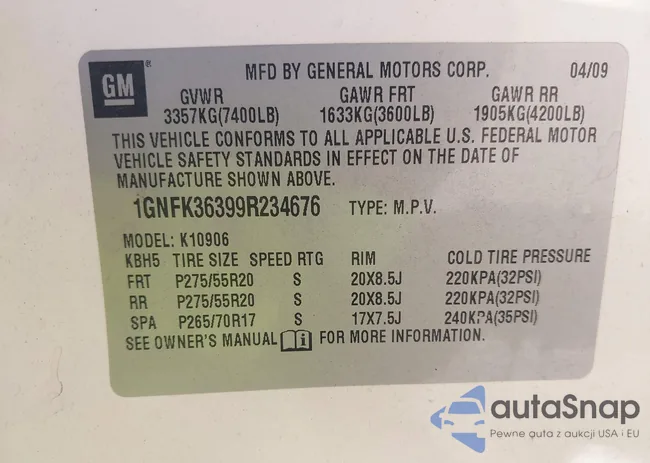 GM®
MFD BY GENERAL MOTORS CORP. 04/09
GVWR GAWR FRT GAWR RR
3357KG(7400LB) 1633KG(3600LB) 1905KG(4200LB)
THIS VEHICLE CONFORMS TO ALL APPLICABLE U.S. FEDERAL MOTOR
VEHICLE SAFETY STANDARDS IN EFFECT ON THE DATE OF
MANUFACTURE SHOWN ABOVE.
1GNFK36399R234676 TYPE: M.P.V.
MODEL: K10906
KBH5 TIRE SIZE SPEED RTG RIM COLD TIRE PRESSURE
FRT P275/55R20 S 20X8.5J 220KPA(32PSI)
RR P275/55R20 S 20X8.5J 220KPA(32PSI)
SPA P265/70R17 S 17X7.5J 240KPA(35PSI)
SEE OWNER'S MANUAL i FOR MORE INFORMATION.
autaSnap
Pewne auta z aukcji USA i EU